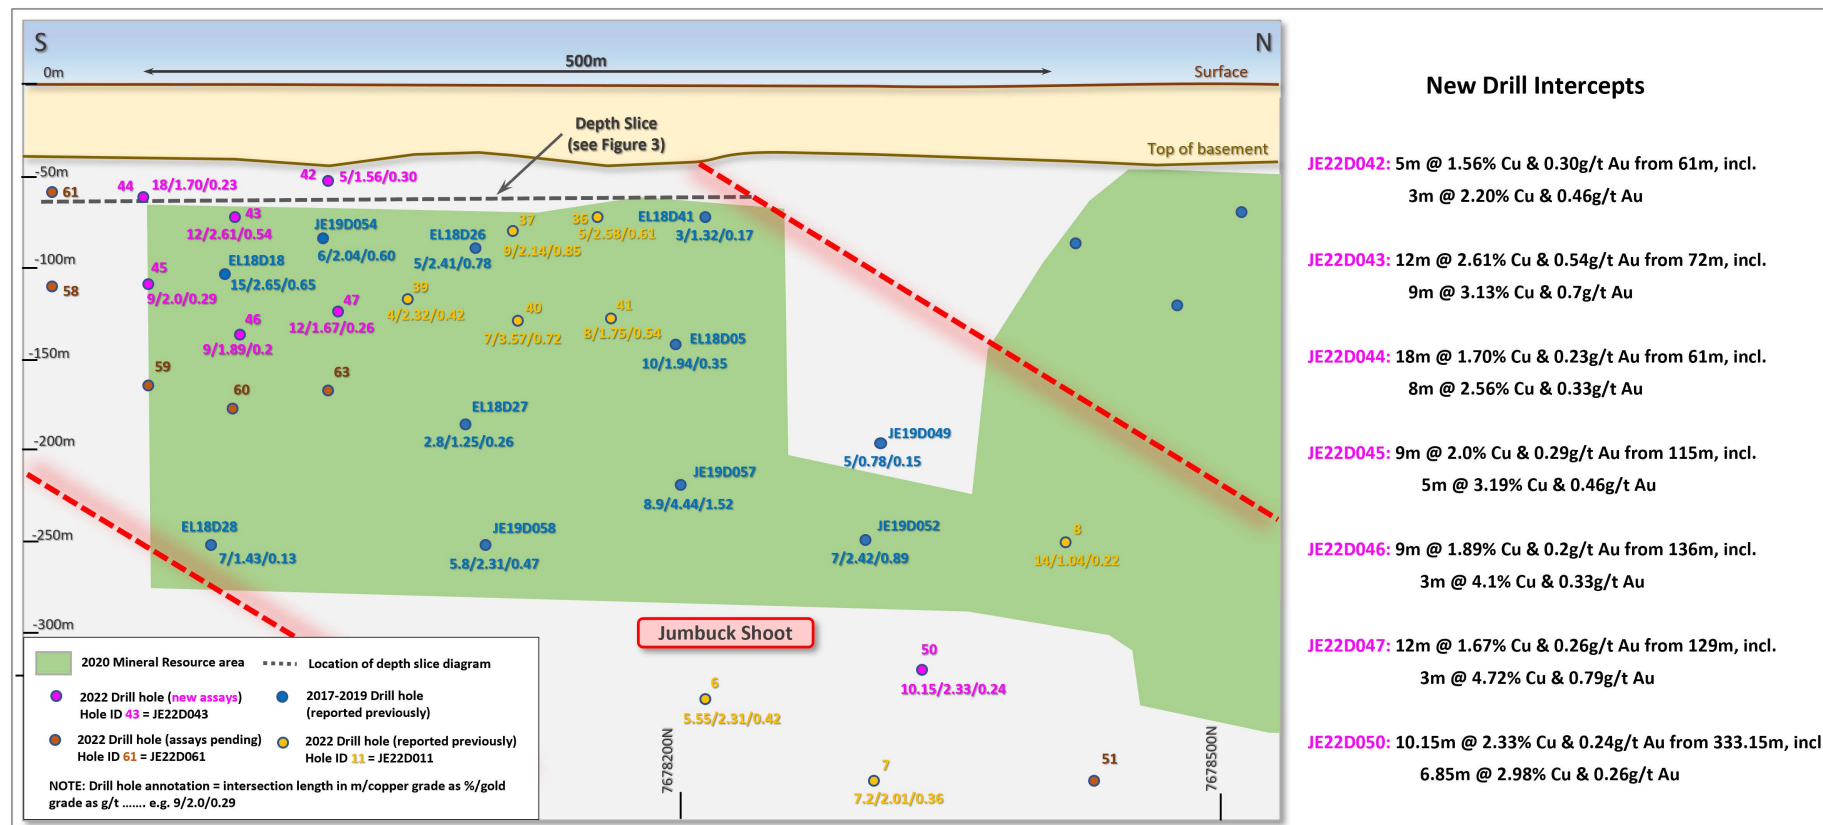 S
N
500m
0m
Surface
Depth Slice
(see Figure 3)
Top of basement
-50m
61
44
18/1.70/0.23
42
5/1.56/0.30
43
12/2.61/0.54
JE19D054
6/2.04/0.60
EL18D26
5/2.41/0.78
37
9/2.14/0.85
36
5/2.58/0.61
EL18D41
3/1.32/0.17
-100m
58
45
9/2.0/0.29
EL18D18
15/2.65/0.65
47
12/1.67/0.26
39
4/2.32/0.42
40
7/3.57/0.72
41
8/1.75/0.54
46
9/1.89/0.2
EL18D05
10/1.94/0.35
-150m
59
60
63
-200m
EL18D27
2.8/1.25/0.26
JE19D049
5/0.78/0.15
JE19D057
8.9/4.44/1.52
-250m
EL18D28
7/1.43/0.13
JE19D058
5.8/2.31/0.47
JE19D052
7/2.42/0.89
8
14/1.04/0.22
-300m
Jumbuck Shoot
50
10.15/2.33/0.24
6
5.55/2.31/0.42
7
7.2/2.01/0.36
51
7678200N
7678500N
2020 Mineral Resource area
Location of depth slice diagram
2022 Drill hole (new assays)
Hole ID 43 = JE22D043
2017-2019 Drill hole
(reported previously)
2022 Drill hole (assays pending)
Hole ID 61 = JE22D061
2022 Drill hole (reported previously)
Hole ID 11 = JE22D011
NOTE: Drill hole annotation = intersection length in m/copper grade as %/gold
grade as g/t ....... e.g. 9/2.0/0.29
New Drill Intercepts
JE22D042: 5m @ 1.56% Cu & 0.30g/t Au from 61m, incl.
3m @ 2.20% Cu & 0.46g/t Au
JE22D043: 12m @ 2.61% Cu & 0.54g/t Au from 72m, incl.
9m @ 3.13% Cu & 0.7g/t Au
JE22D044: 18m @ 1.70% Cu & 0.23g/t Au from 61m, incl.
8m @ 2.56% Cu & 0.33g/t Au
JE22D045: 9m @ 2.0% Cu & 0.29g/t Au from 115m, incl.
5m @ 3.19% Cu & 0.46g/t Au
JE22D046: 9m @ 1.89% Cu & 0.2g/t Au from 136m, incl.
3m @ 4.1% Cu & 0.33g/t Au
JE22D047: 12m @ 1.67% Cu & 0.26g/t Au from 129m, incl.
3m @ 4.72% Cu & 0.79g/t Au
JE22D050: 10.15m @ 2.33% Cu & 0.24g/t Au from 333.15m, incl
6.85m @ 2.98% Cu & 0.26g/t Au